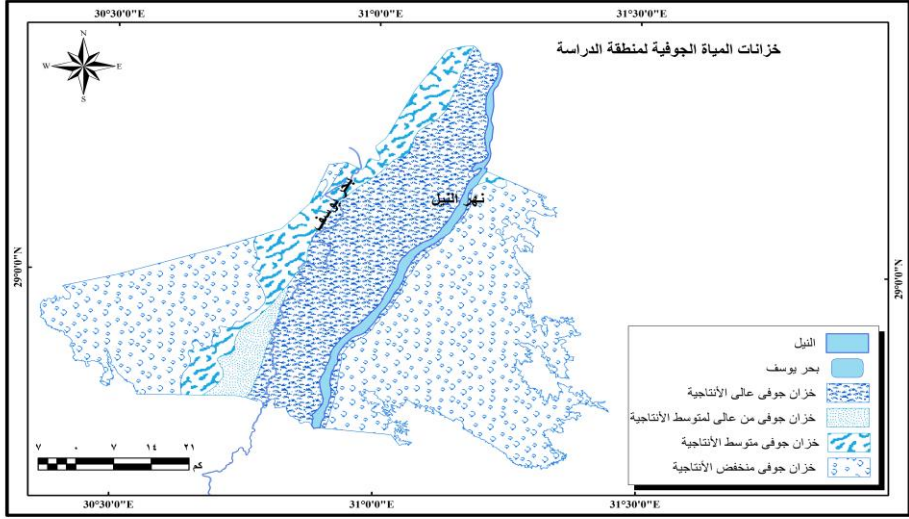 30°30'0"E 31°0'0"E 31°30'0"E
خزانات المياة الجوفية لمنطقة الدراسة
N
W E
S
بحر يوسف
نهر النيل
29°0'0"N 29°0'0"N
النيل
بحر يوسف
خزان جوفى عالى الأنتاجية
خزان جوفى من عالى لمتوسط الأنتاجية
خزان جوفى متوسط الأنتاجية
خزان جوفى منخفض الأنتاجية
٧ ٠ ٧ ١٤ ٢١
كم
30°30'0"E 31°0'0"E 31°30'0"E